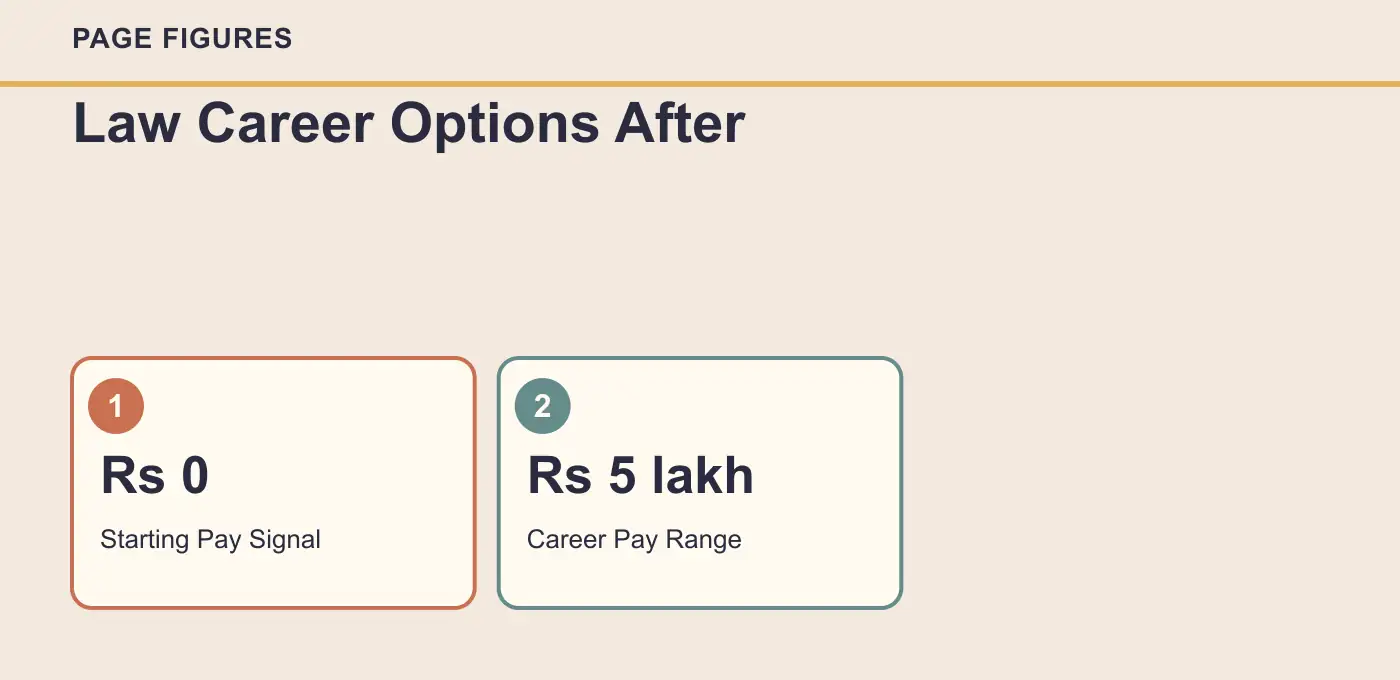 PAGE FIGURES
Law Career Options After
1
Rs 0
Starting Pay Signal
2
Rs 5 lakh
Career Pay Range